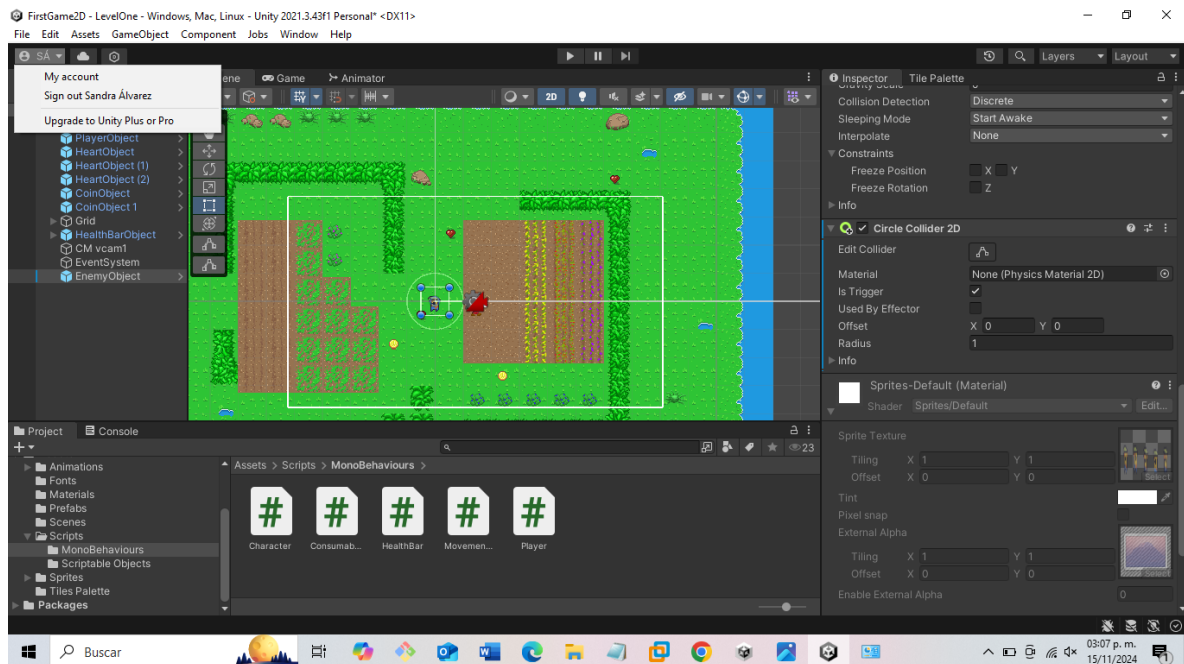 FirstGame2D - LevelOne - Windows, Mac, Linux - Unity 2021.3.43f1 Personal* <DX11>
File Edit Assets GameObject Component Jobs Window Help
SÁ
Layers
Layout
My account
Sign out Sandra Álvarez
Upgrade to Unity Plus or Pro
Game
Animator
2D
PlayerObject
HeartObject
HeartObject (1)
HeartObject (2)
CoinObject
CoinObject 1
Grid
HealthBarObject
CM vcam1
EventSystem
EnemyObject
Inspector
Tile Palette
Gravity Scale
Collision Detection Discrete
Sleeping Mode Start Awake
Interpolate None
Constraints
Freeze Position X Y
Freeze Rotation Z
Info
Circle Collider 2D
Edit Collider
Material None (Physics Material 2D)
Is Trigger
Used By Effector
Offset X 0 Y 0
Radius 1
Info
Sprites-Default (Material)
Shader Sprites/Default Edit...
Sprite Texture
Tiling X 1 Y 1
Offset X 0 Y 0 Select
Tint
Pixel snap
External Alpha
Tiling X 1 Y 1
Offset X 0 Y 0 Select
Enable External Alpha 0
Project
Console
23
Animations
Fonts
Materials
Prefabs
Scenes
Scripts
MonoBehaviours
Scriptable Objects
Sprites
Tiles Palette
Packages
Assets > Scripts > MonoBehaviours >
Character Consumab... HealthBar Movemen... Player
Buscar
03:07 p. m.
15/11/2024
1